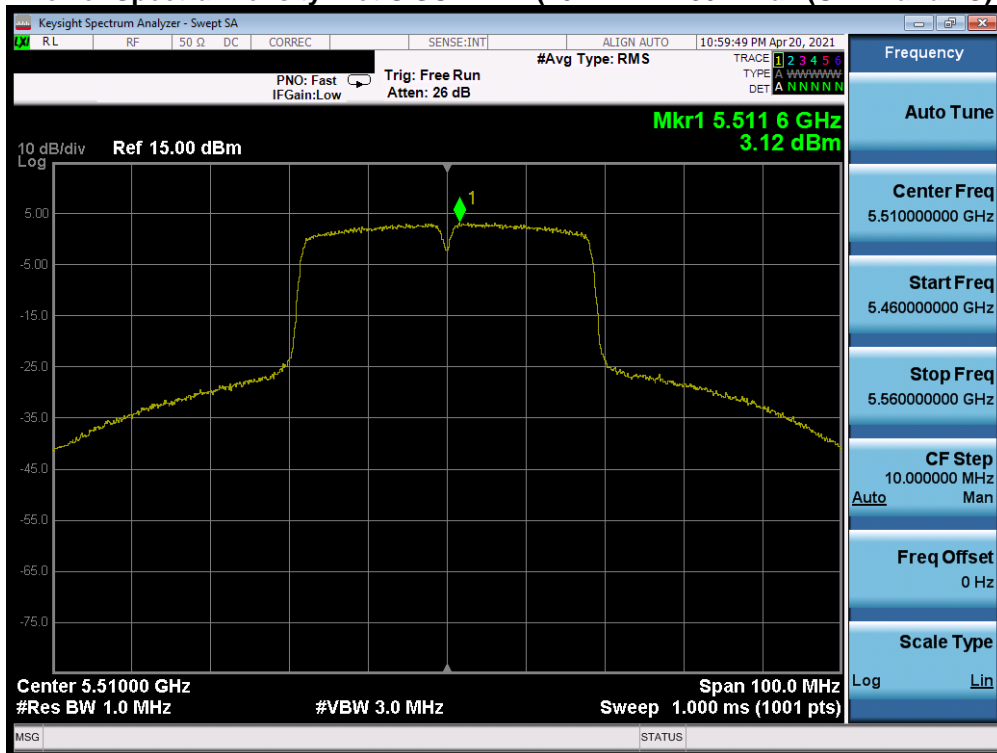 Keysight Spectrum Analyzer - Swept SA
LXI RL RF 50 Ω DC CORREC SENSE:INT ALIGN AUTO 10:59:49 PM Apr 20, 2021
#Avg Type: RMS TRACE 1 2 3 4 5 6
PNO: Fast Trig: Free Run TYPE A WWWWW
IFGain:Low Atten: 26 dB DET A N N N N N
Mkr1 5.511 6 GHz
3.12 dBm
10 dB/div Ref 15.00 dBm
Log
1
5.00
-5.00
-15.0
-25.0
-35.0
-45.0
-55.0
-65.0
-75.0
Center 5.51000 GHz Span 100.0 MHz
#Res BW 1.0 MHz #VBW 3.0 MHz Sweep 1.000 ms (1001 pts)
MSG STATUS
Frequency
Auto Tune
Center Freq
5.510000000 GHz
Start Freq
5.460000000 GHz
Stop Freq
5.560000000 GHz
CF Step
10.000000 MHz
Auto Man
Freq Offset
0 Hz
Scale Type
Log Lin